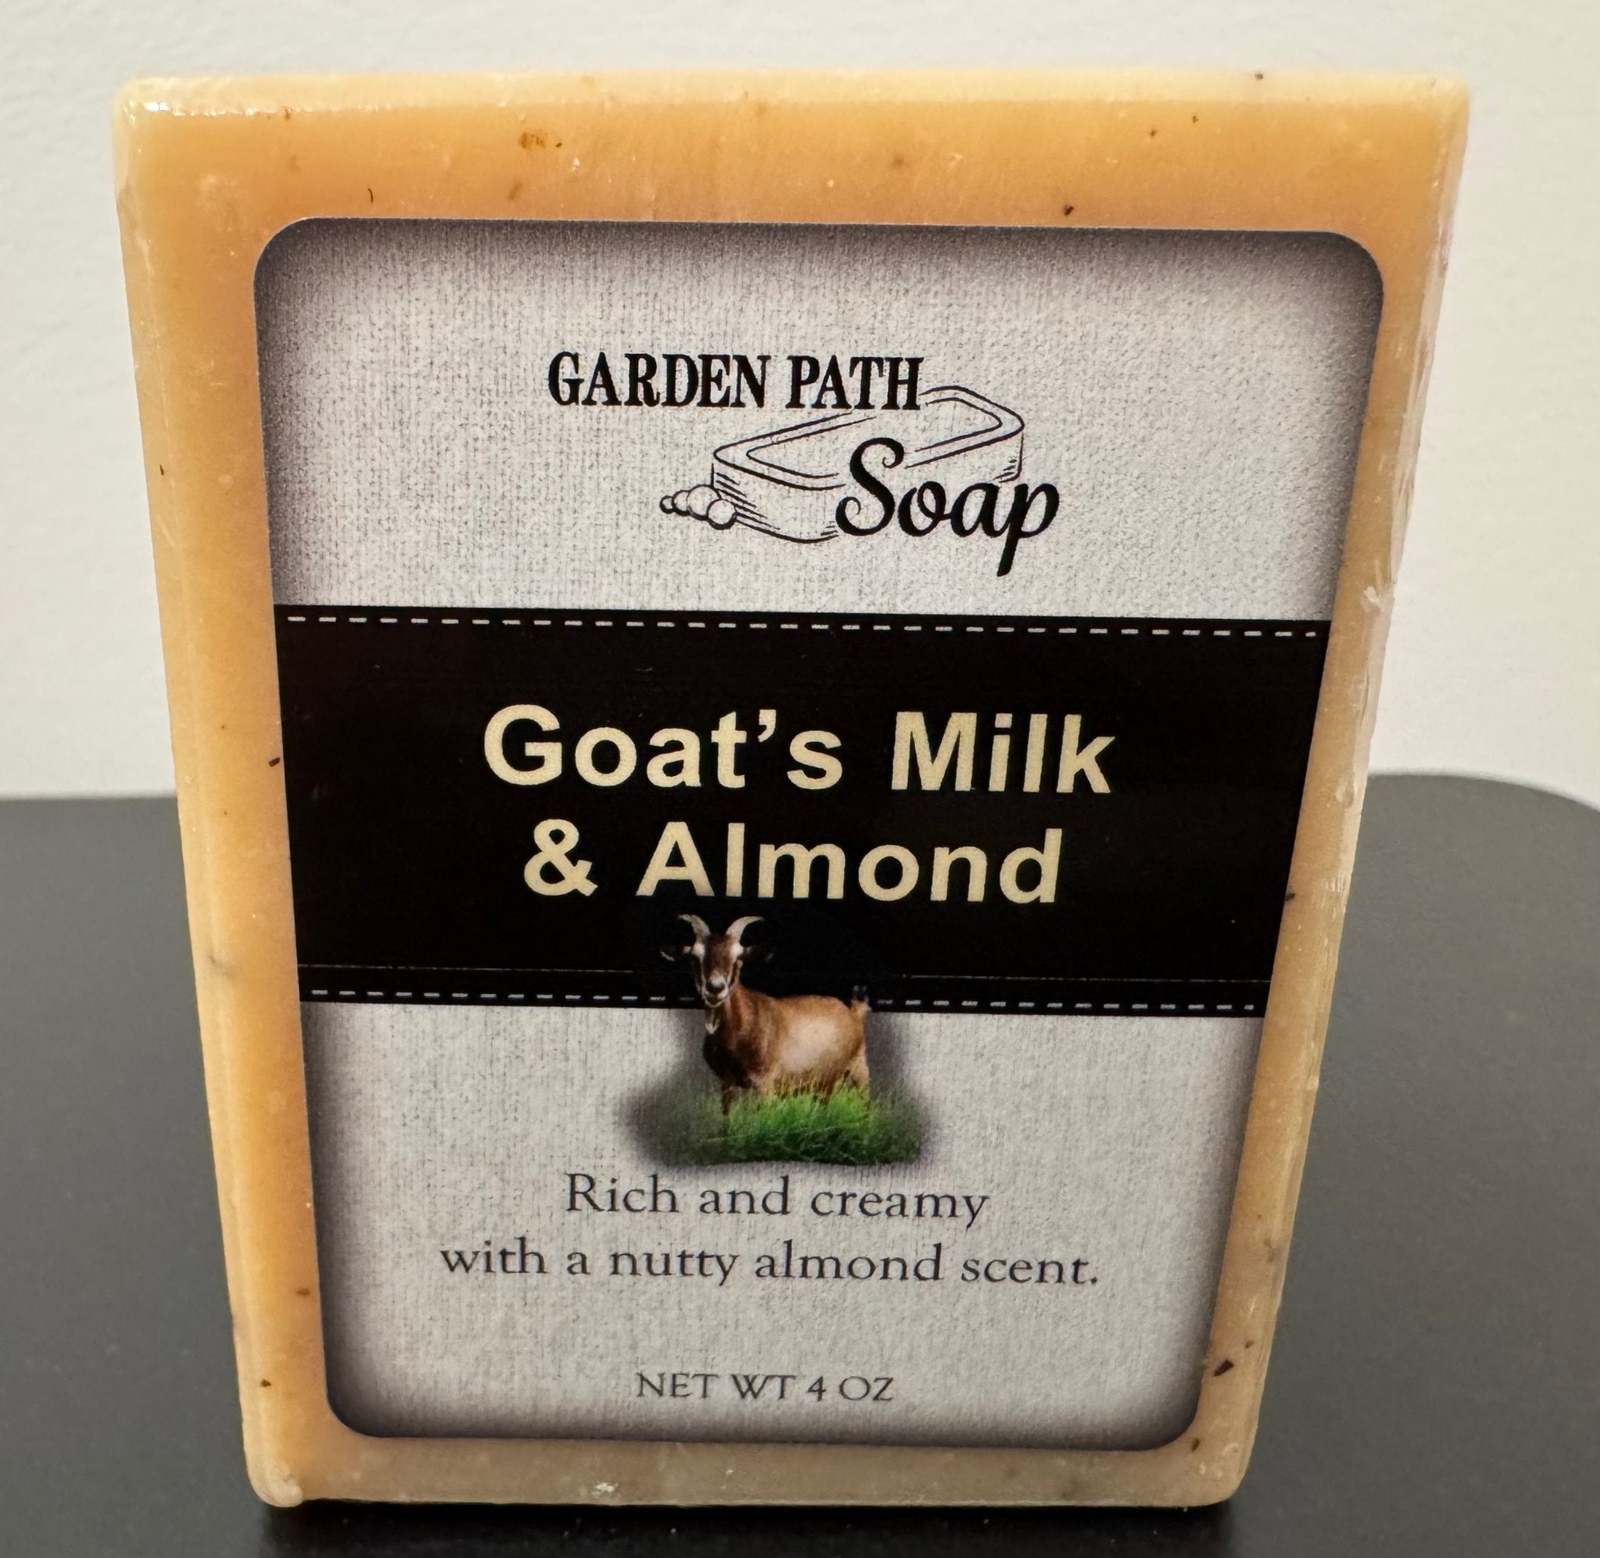 GARDEN PATH
Soap
Goat's Milk
& Almond
Rich and creamy
with a nutty almond scent.
NET WT 4 OZ